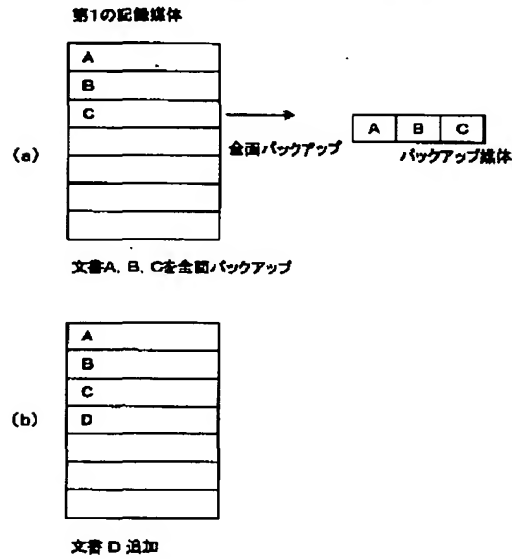 第1の記録媒体
A
B
C
(a)
全面バックアップ
A B C
バックアップ媒体
文書A, B, Cを全面バックアップ
A
B
C
D
(b)
文書 D 追加